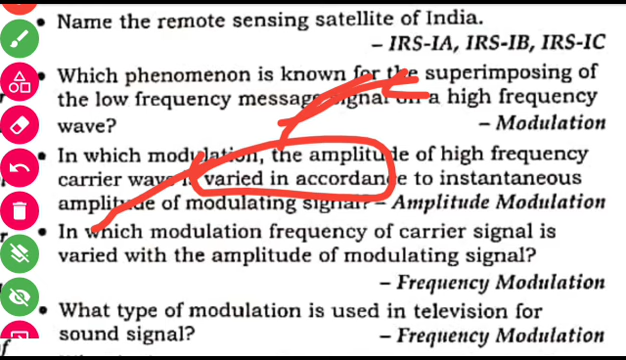 • Name the remote sensing satellite of India.
– IRS-IA, IRS-IB, IRS-IC
• Which phenomenon is known for the superimposing of
the low frequency message signal on a high frequency
wave? – Modulation
• In which modulation, the amplitude of high frequency
carrier wave is varied in accordance to instantaneous
amplitude of modulating signal? – Amplitude Modulation
• In which modulation frequency of carrier signal is
varied with the amplitude of modulating signal?
– Frequency Modulation
• What type of modulation is used in television for
sound signal? – Frequency Modulation